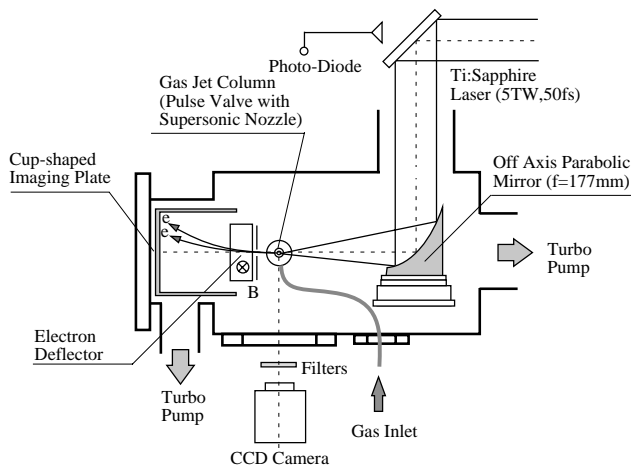 Photo-Diode
Gas Jet Column
(Pulse Valve with
Supersonic Nozzle)
Ti:Sapphire
Laser (5TW,50fs)
Cup-shaped
Imaging Plate
Off Axis Parabolic
Mirror (f=177mm)
e
e
B
Turbo
Pump
Electron
Deflector
Filters
Turbo
Pump
Gas Inlet
CCD Camera